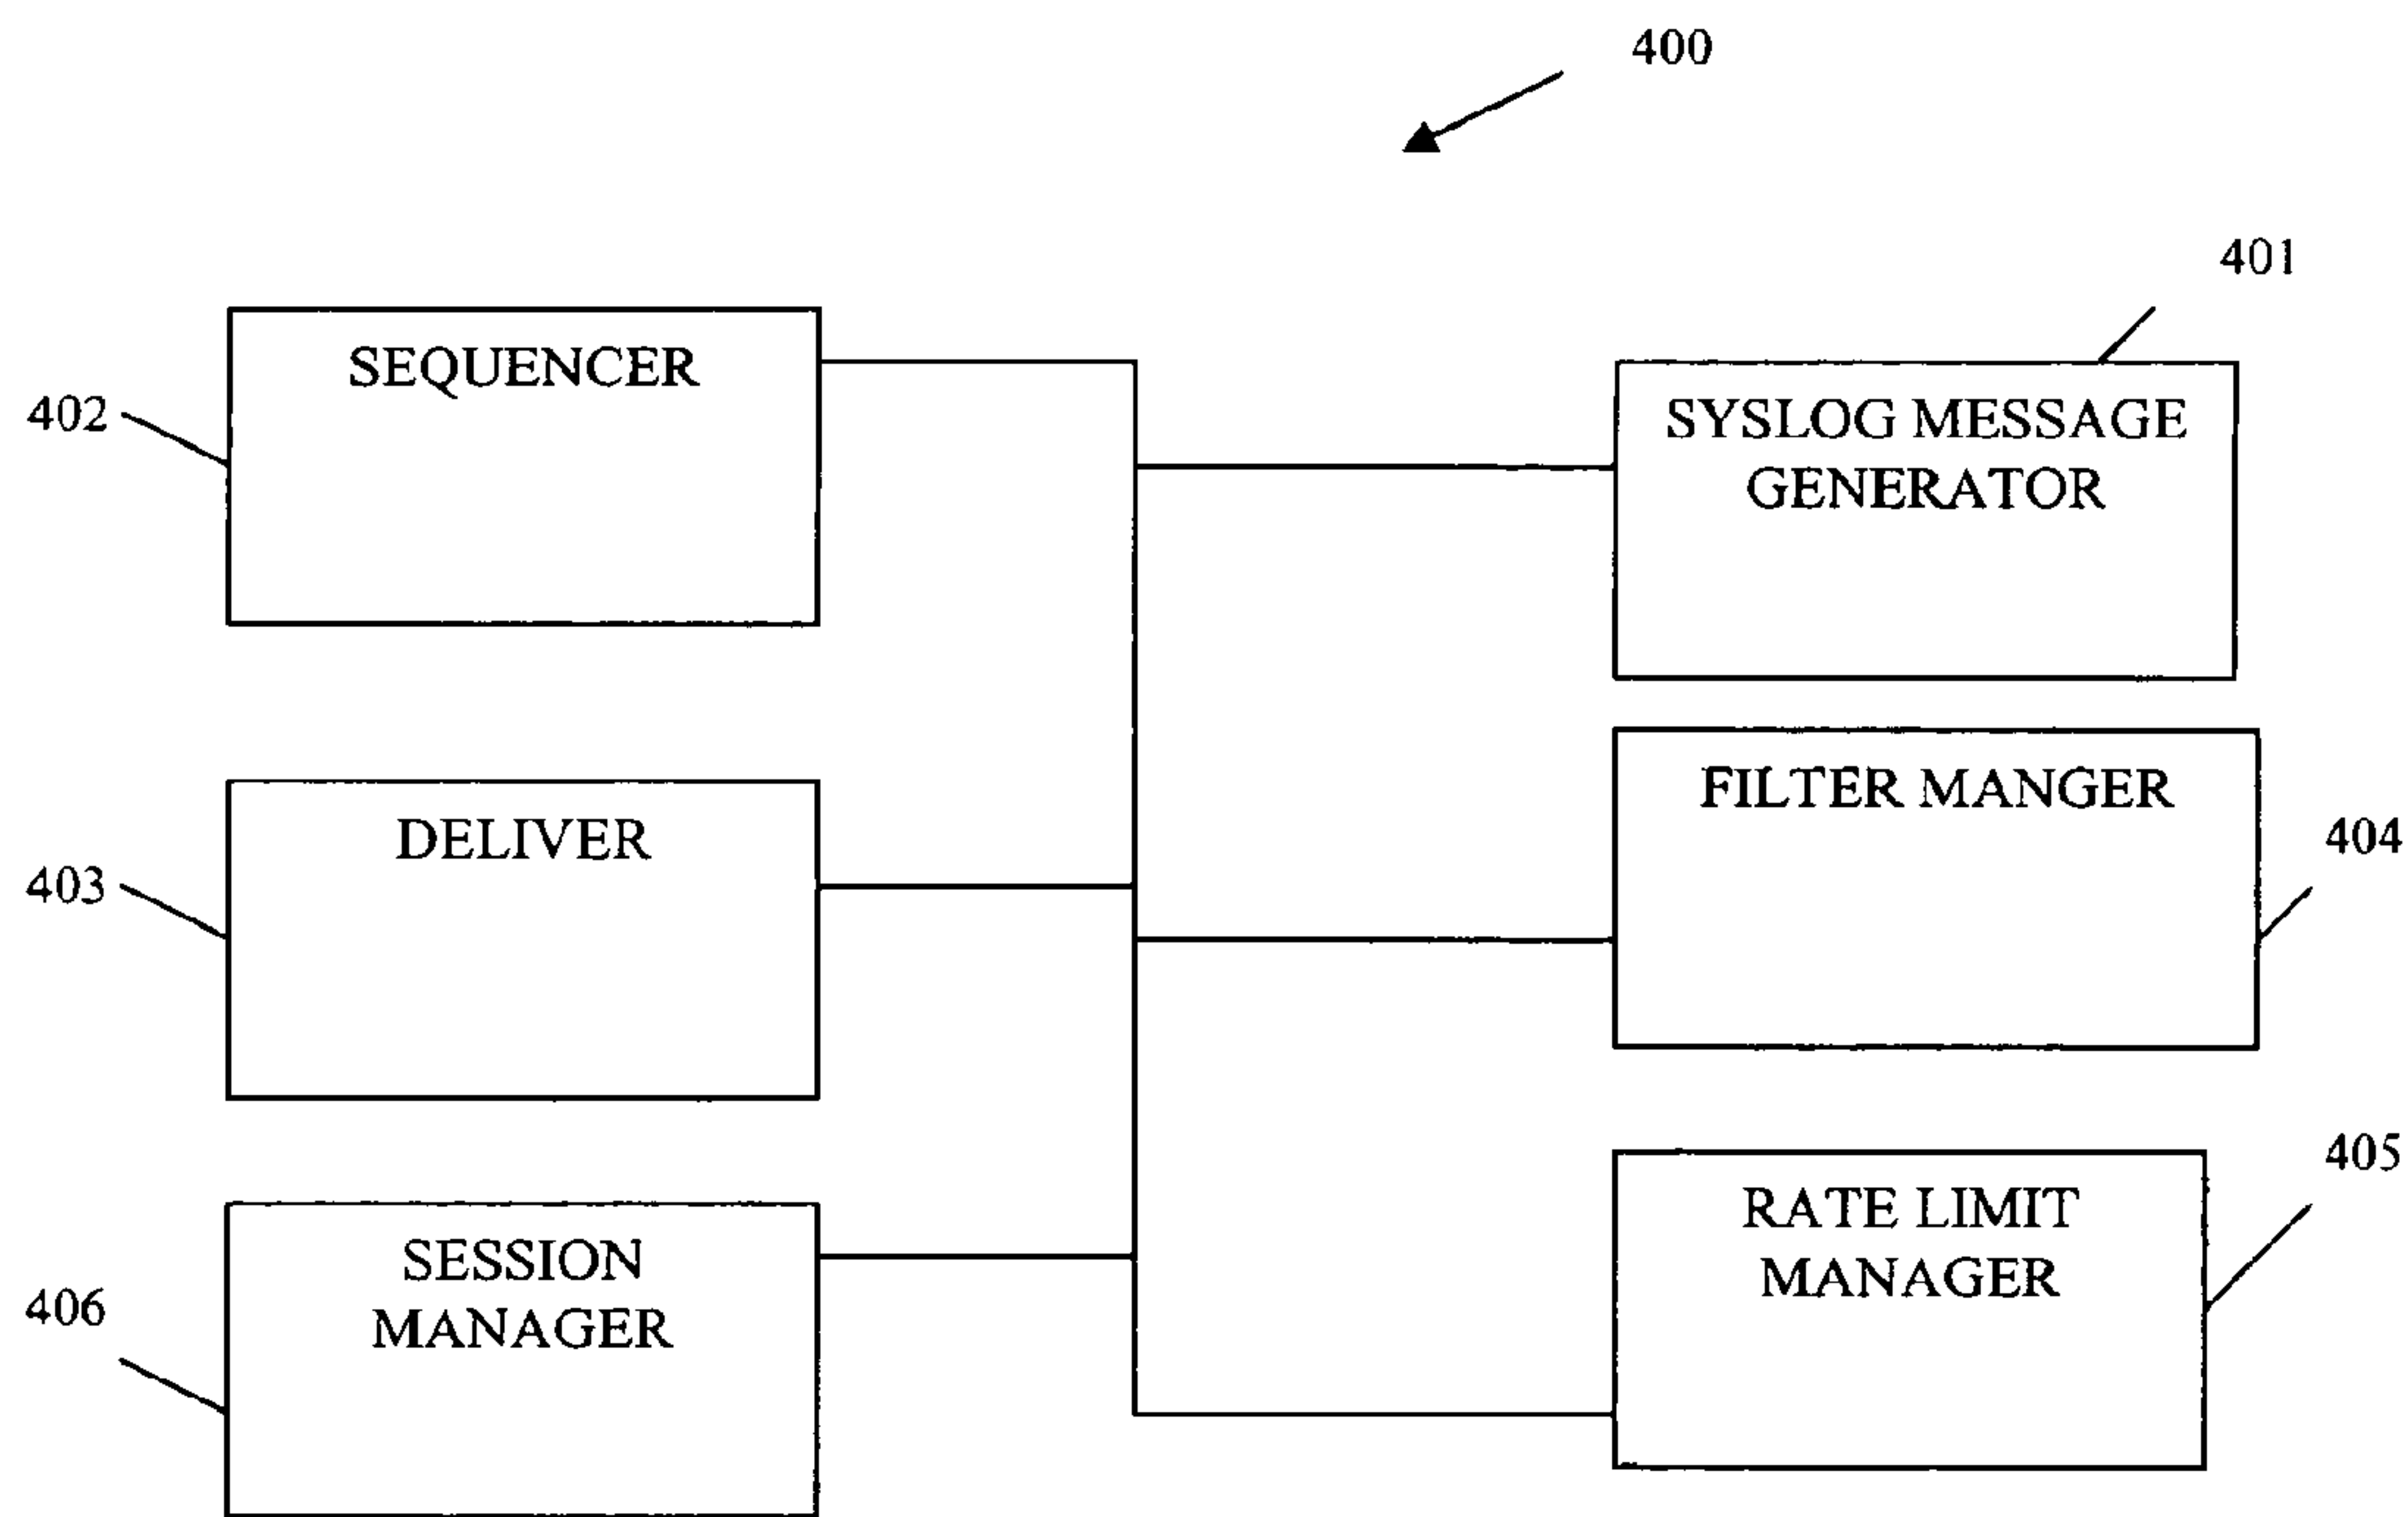 400
401
SEQUENCER
402
SYSLOG MESSAGE
GENERATOR
DELIVER
403
FILTER MANGER
404
SESSION
MANAGER
406
RATE LIMIT
MANAGER
405